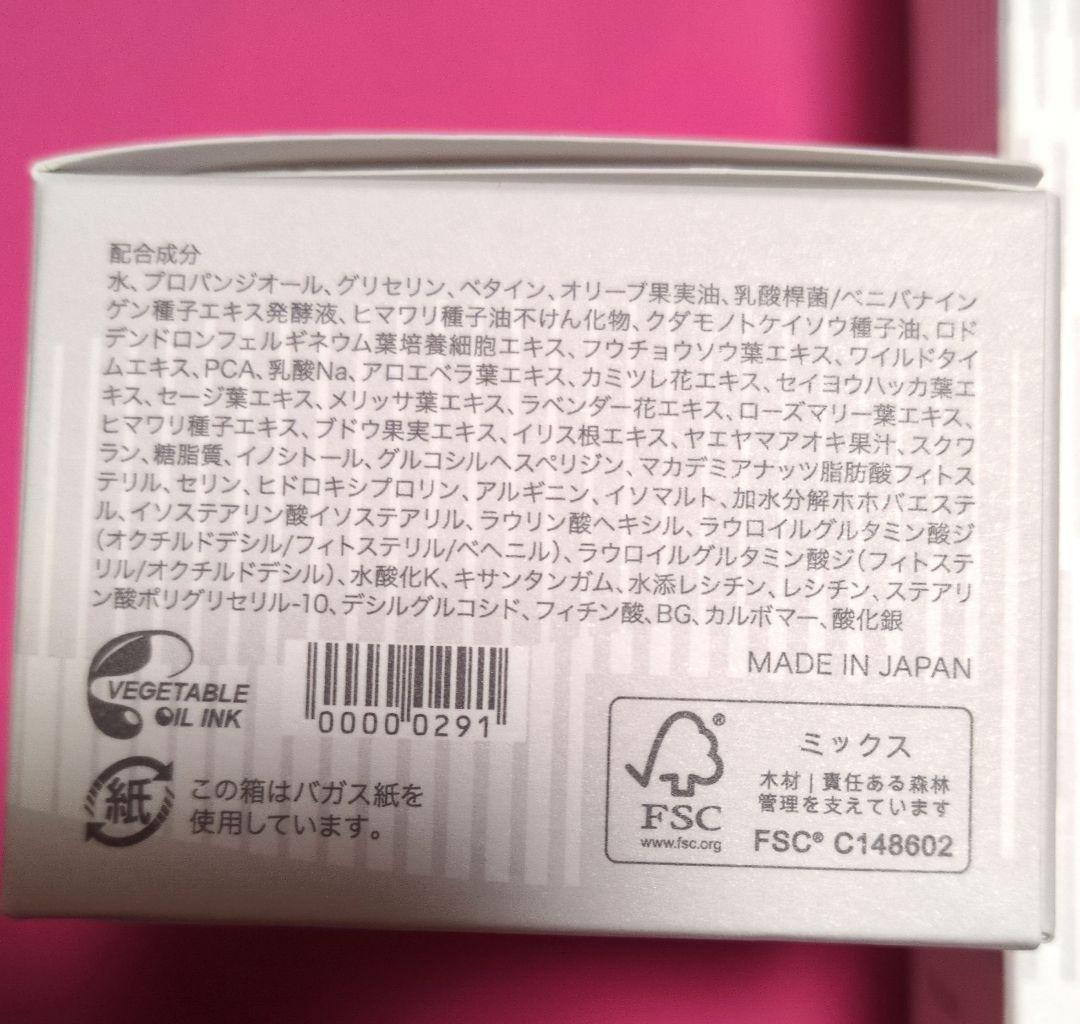 配合成分
水、プロパンジオール、グリセリン、ベタイン、オリーブ果実油、乳酸桿菌/ベニバナイン
ゲン種子エキス発酵液、ヒマワリ種子油不けん化物、クダモノトケイソウ種子油、ロド
デンドロンフェルギネウム葉培養細胞エキス、フウチョウソウ葉エキス、ワイルドタイ
ムエキス、PCA、乳酸Na、アロエベラ葉エキス、カミツレ花エキス、セイヨウハッカ葉エ
キス、セージ葉エキス、メリッサ葉エキス、ラベンダー花エキス、ローズマリー葉エキス、
ヒマワリ種子エキス、ブドウ果実エキス、イリス根エキス、ヤエヤマアオキ果汁、スクワ
ラン、糖脂質、イノシトール、グルコシルヘスペリジン、マカデミアナッツ脂肪酸フィトス
テリル、セリン、ヒドロキシプロリン、アルギニン、イソマルト、加水分解ホホバエステ
ル、イソステアリン酸イソステアリル、ラウリン酸ヘキシル、ラウロイルグルタミン酸ジ
(オクチルドデシル/フィトステリル/ベヘニル)、ラウロイルグルタミン酸ジ(フィトステ
リル/オクチルドデシル)、水酸化K、キサンタンガム、水添レシチン、レシチン、ステアリ
ン酸ポリグリセリル-10、デシルグルコシド、フィチン酸、BG、カルボマー、酸化銀
MADE IN JAPAN
VEGETABLE
OIL INK
0000 0291
紙
この箱はバガス紙を
使用しています。
®
FSC
www.fsc.org
ミックス
木材 | 責任ある森林
管理を支えています
FSC® C148602